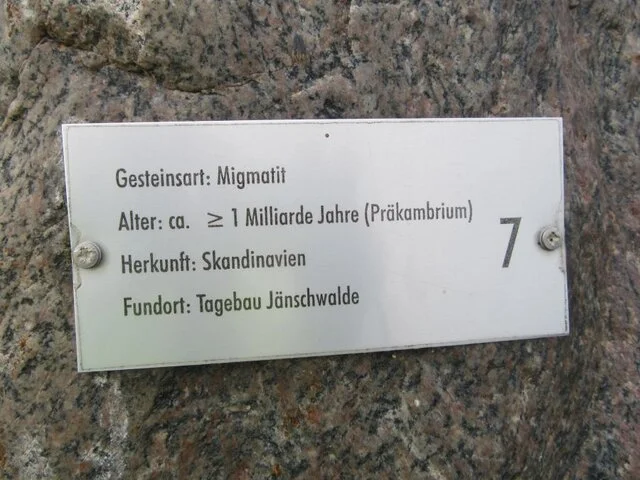 Gesteinsart: Migmatit
Alter: ca. ≥ 1 Milliarde Jahre (Präkambrium)
Herkunft: Skandinavien
Fundort: Tagebau Jänschwalde
7